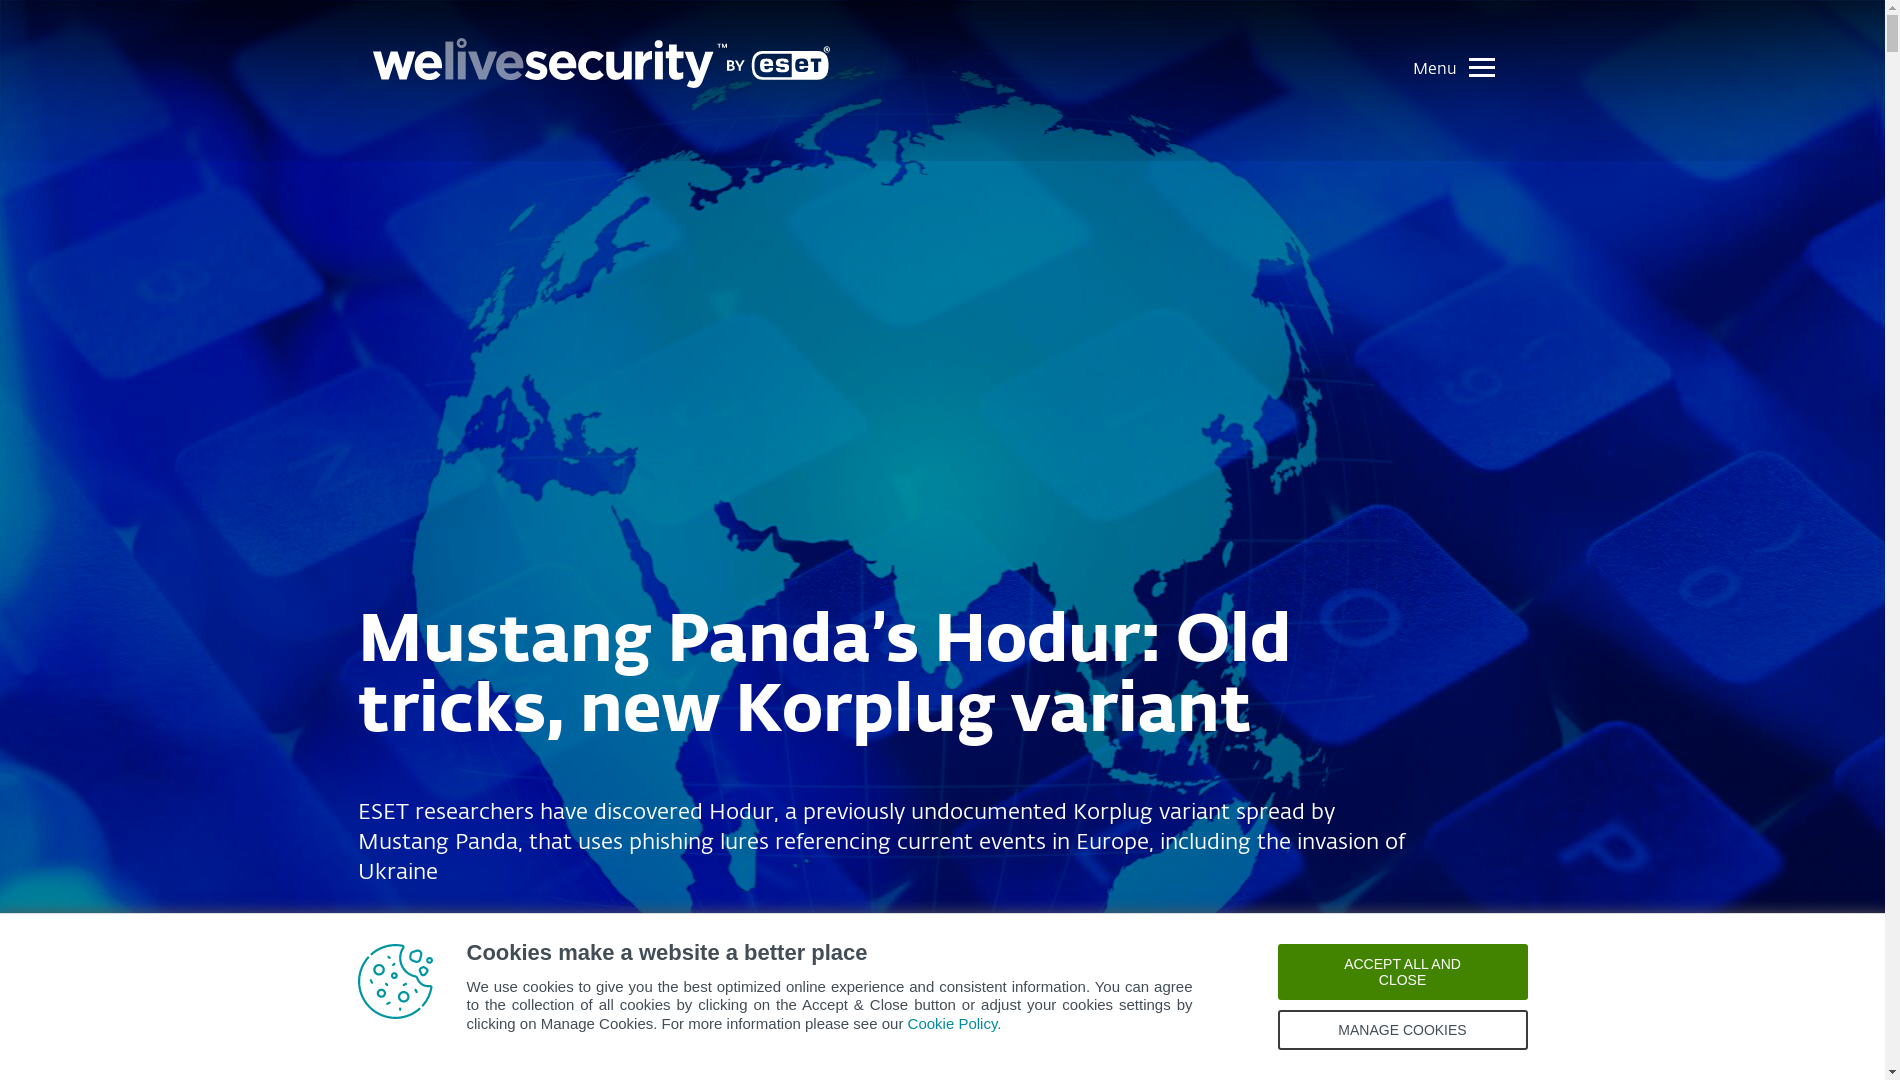 welivesecurity™ BY eset®
Menu
Mustang Panda’s Hodur: Old
tricks, new Korplug variant
ESET researchers have discovered Hodur, a previously undocumented Korplug variant spread by
Mustang Panda, that uses phishing lures referencing current events in Europe, including the invasion of
Ukraine
Cookies make a website a better place
We use cookies to give you the best optimized online experience and consistent information. You can agree
to the collection of all cookies by clicking on the Accept & Close button or adjust your cookies settings by
clicking on Manage Cookies. For more information please see our Cookie Policy.
ACCEPT ALL AND
CLOSE
MANAGE COOKIES